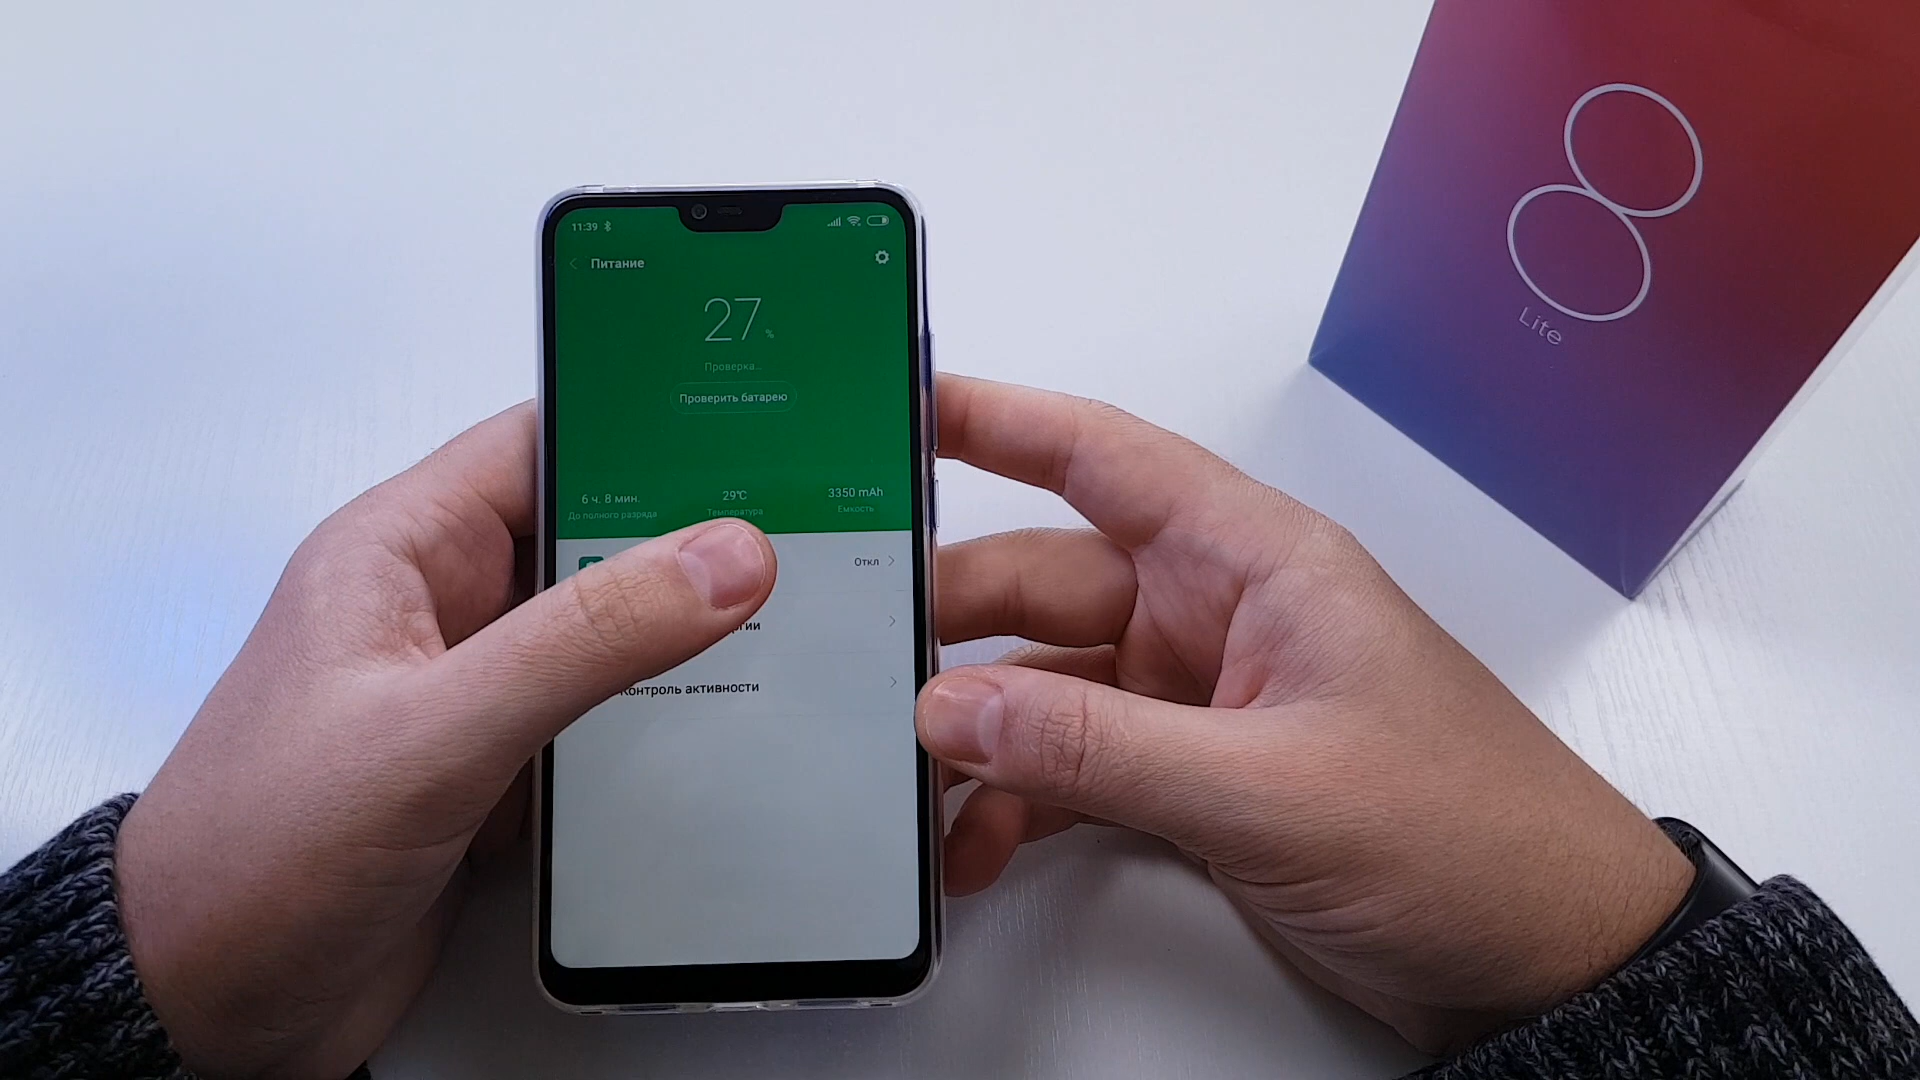 11:39
Питание
27 %
Проверка...
Проверить батарею
6 ч. 8 мин.
До полного разряда
29°C
Температура
3350 mAh
Емкость
Откл
Контроль активности
8
Lite